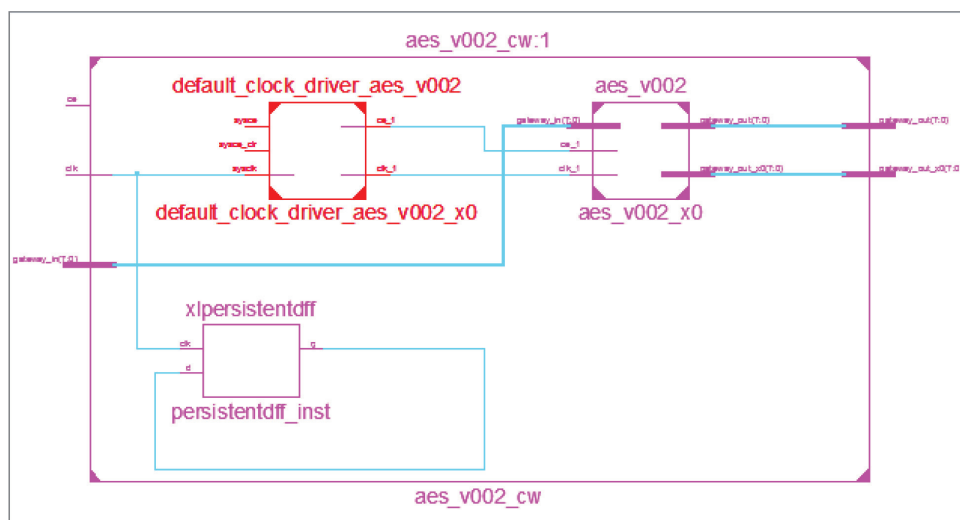 aes_v002_cw:1
default_clock_driver_aes_v002
aes_v002
ce
sysce
ce_1
gateway_in(7:0)
gateway_out(7:0)
gateway_out(7:0)
sysce_clr
ce_1
clk
sysclk
clk_1
clk_1
gateway_out_x0(7:0)
gateway_out_x0(7:0)
default_clock_driver_aes_v002_x0
aes_v002_x0
gateway_in(7:0)
xlpersistentdff
clk
q
d
persistentdff_inst
aes_v002_cw